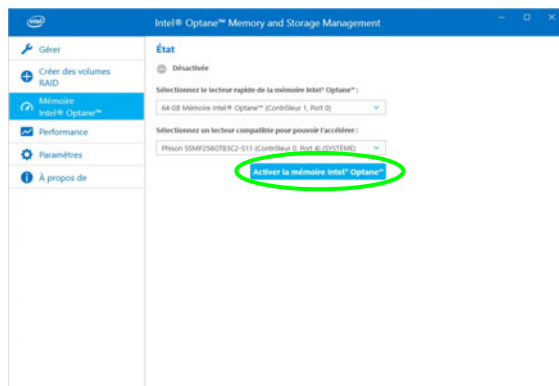 intel
Intel® Optane™ Memory and Storage Management
Gérer
Créer des volumes
RAID
Mémoire
Intel® Optane™
Performance
Paramètres
À propos de
État
Désactivée
Sélectionnez le lecteur rapide de la mémoire Intel® Optane™ :
64 GB Mémoire Intel® Optane™ (Contrôleur 1, Port 0)
Sélectionnez un lecteur compatible pour pouvoir l'accélérer :
Phison SSMP256GTB3C2-S11 (Contrôleur 0, Port 4) (SYSTÈME)
Activer la mémoire Intel® Optane™